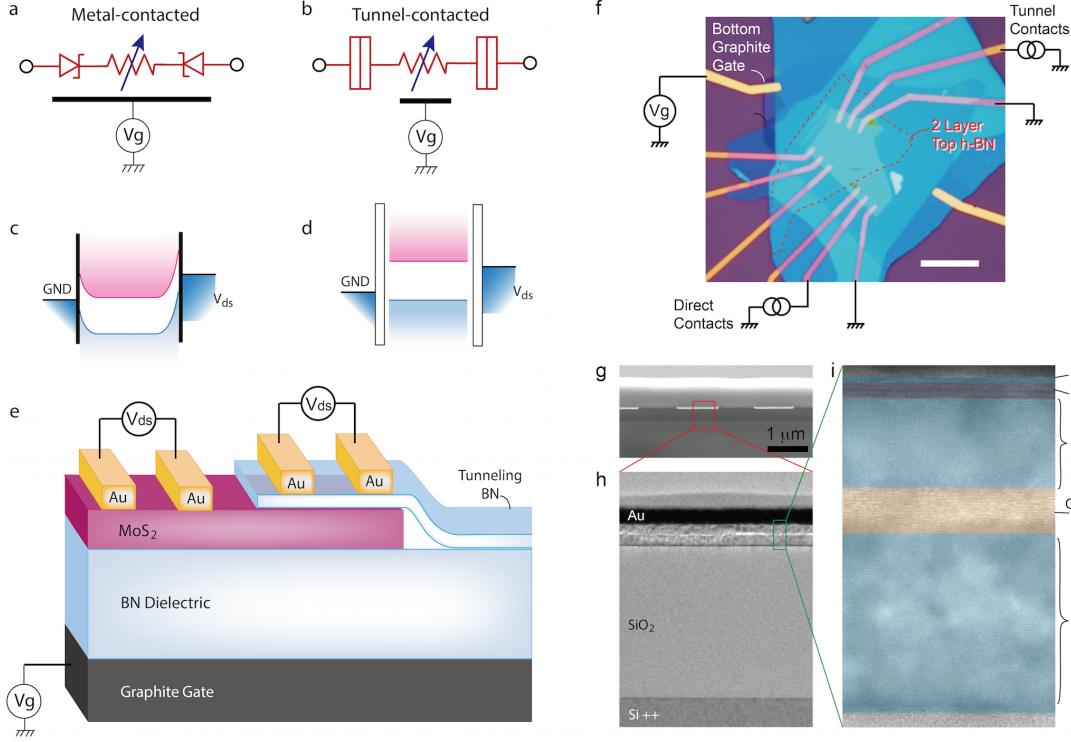 a
Metal-contacted
Vg
b
Tunnel-contacted
Vg
c
GND
Vds
d
GND
Vds
e
Vds
Vds
Au
Au
Au
Au
Tunneling
BN
MoS2
BN Dielectric
Graphite Gate
Vg
f
Bottom
Graphite
Gate
Tunnel
Contacts
Vg
2 Layer
Top h-BN
Direct
Contacts
g
1 μm
h
Au
SiO2
Si ++
i